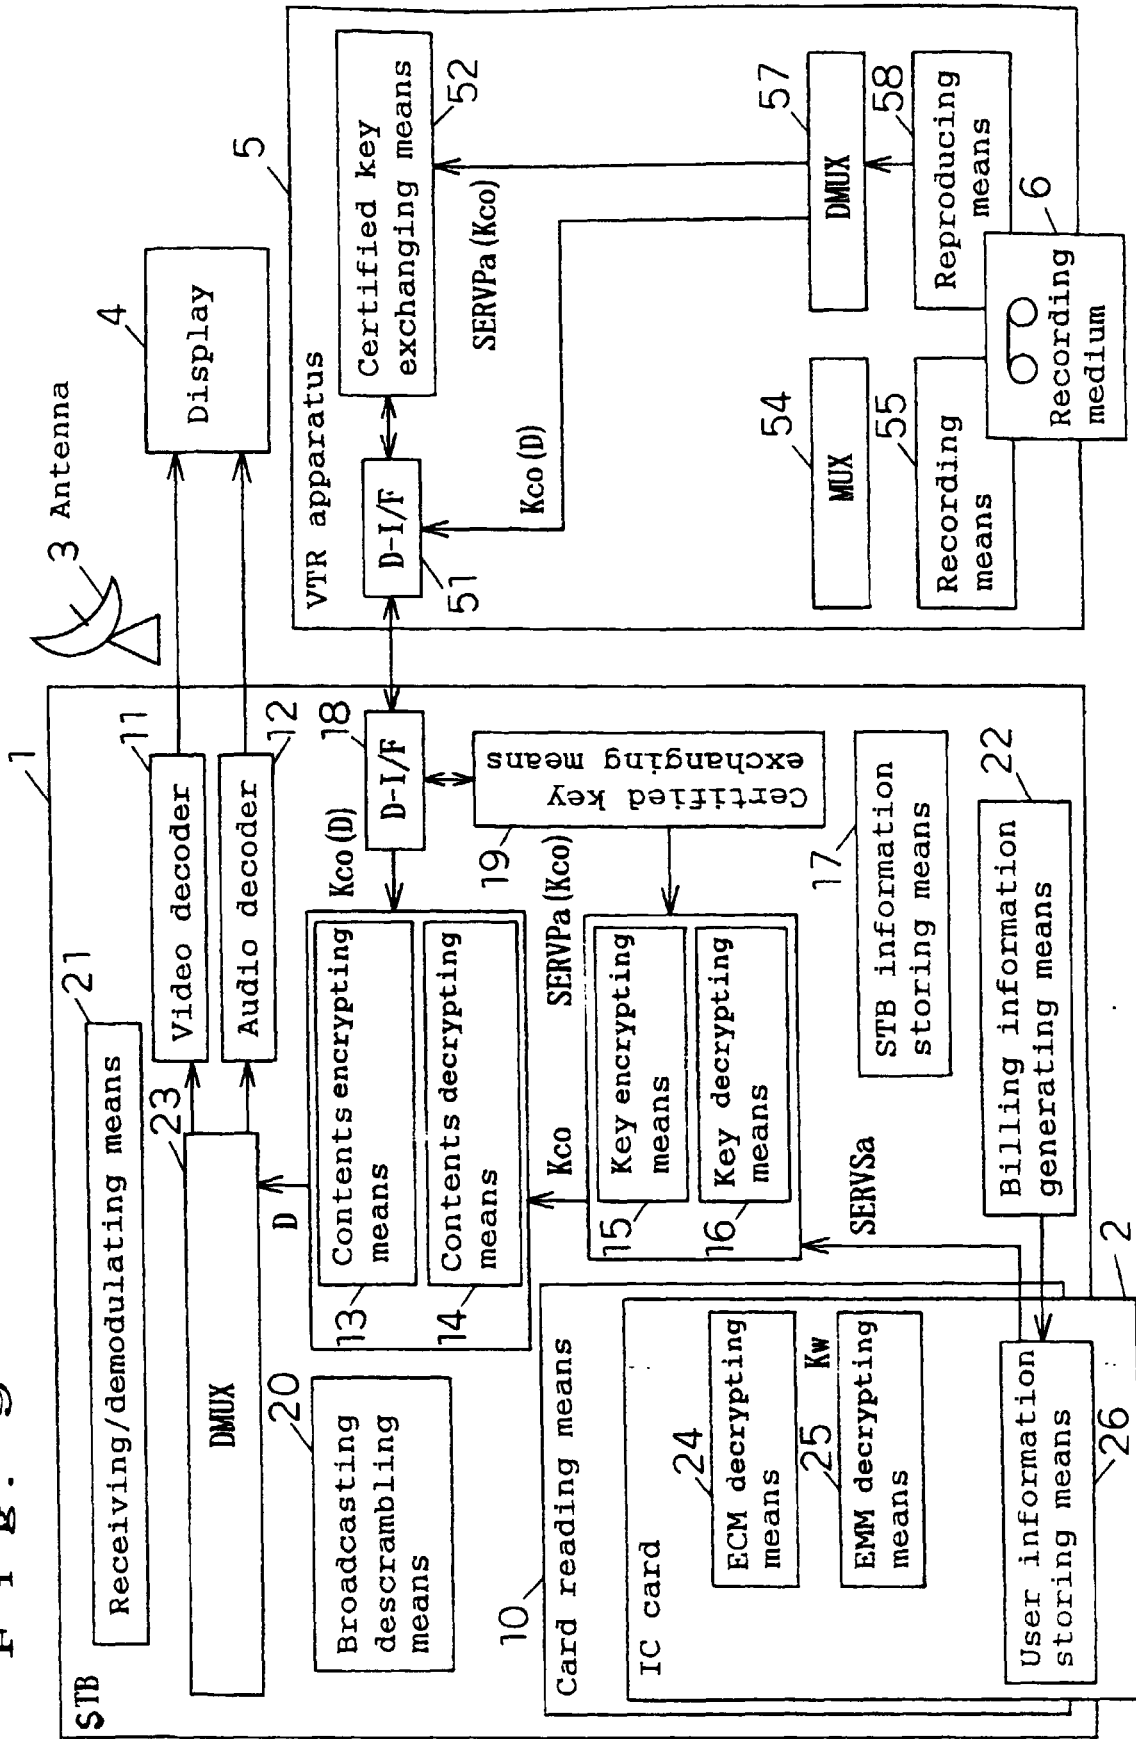 Fig. 9
STB
1
Receiving/demodulating means
21
DMUX
23
Video decoder
11
Audio decoder
12
3 Antenna
4
Display
Broadcasting
descrambling
means
20
D
Contents encrypting
means
13
Contents decrypting
means
14
Kco(D)
D-I/F
18
Certified key
exchanging means
19
SERVPa(Kco)
Kco
Key encrypting
means
15
Key decrypting
means
16
SERVSa
STB information
storing means
17
Billing information
generating means
22
Card reading means
10
IC card
2
ECM decrypting
means
24
Kw
EMM decrypting
means
25
User information
storing means
26
VTR apparatus
5
D-I/F
51
Certified key
exchanging means
52
SERVPa(Kco)
Kco(D)
MUX
54
DMUX
57
Recording
means
55
Reproducing
means
58
Recording
medium
6